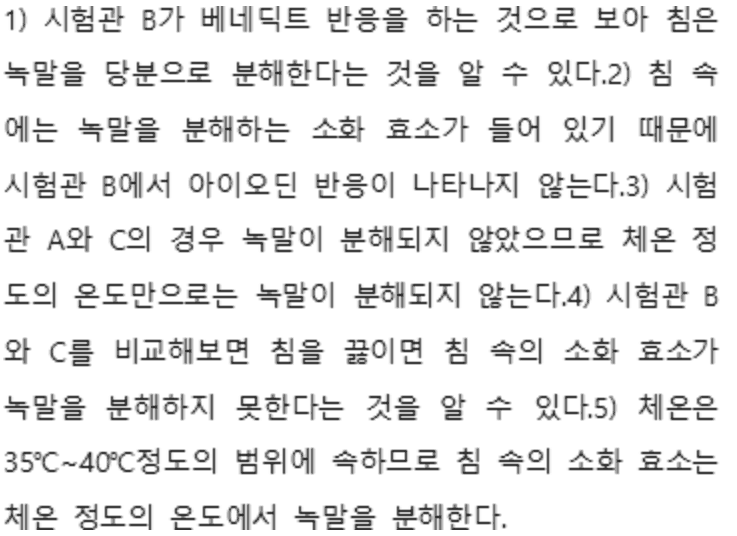 1) 시험관 B가 베네딕트 반응을 하는 것으로 보아 침은
녹말을 당분으로 분해한다는 것을 알 수 있다.2) 침 속
에는 녹말을 분해하는 소화 효소가 들어 있기 때문에
시험관 B에서 아이오딘 반응이 나타나지 않는다.3) 시험
관 A와 C의 경우 녹말이 분해되지 않았으므로 체온 정
도의 온도만으로는 녹말이 분해되지 않는다.4) 시험관 B
와 C를 비교해보면 침을 끓이면 침 속의 소화 효소가
녹말을 분해하지 못한다는 것을 알 수 있다.5) 체온은
35℃~40℃정도의 범위에 속하므로 침 속의 소화 효소는
체온 정도의 온도에서 녹말을 분해한다.